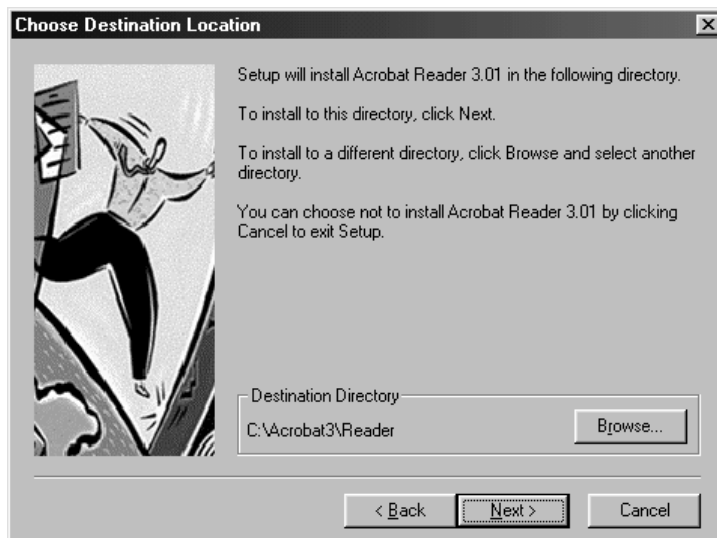 Choose Destination Location
Setup will install Acrobat Reader 3.01 in the following directory.
To install to this directory, click Next.
To install to a different directory, click Browse and select another
directory.
You can choose not to install Acrobat Reader 3.01 by clicking
Cancel to exit Setup.
Destination Directory
C:\Acrobat3\Reader
Browse...
< Back
Next >
Cancel